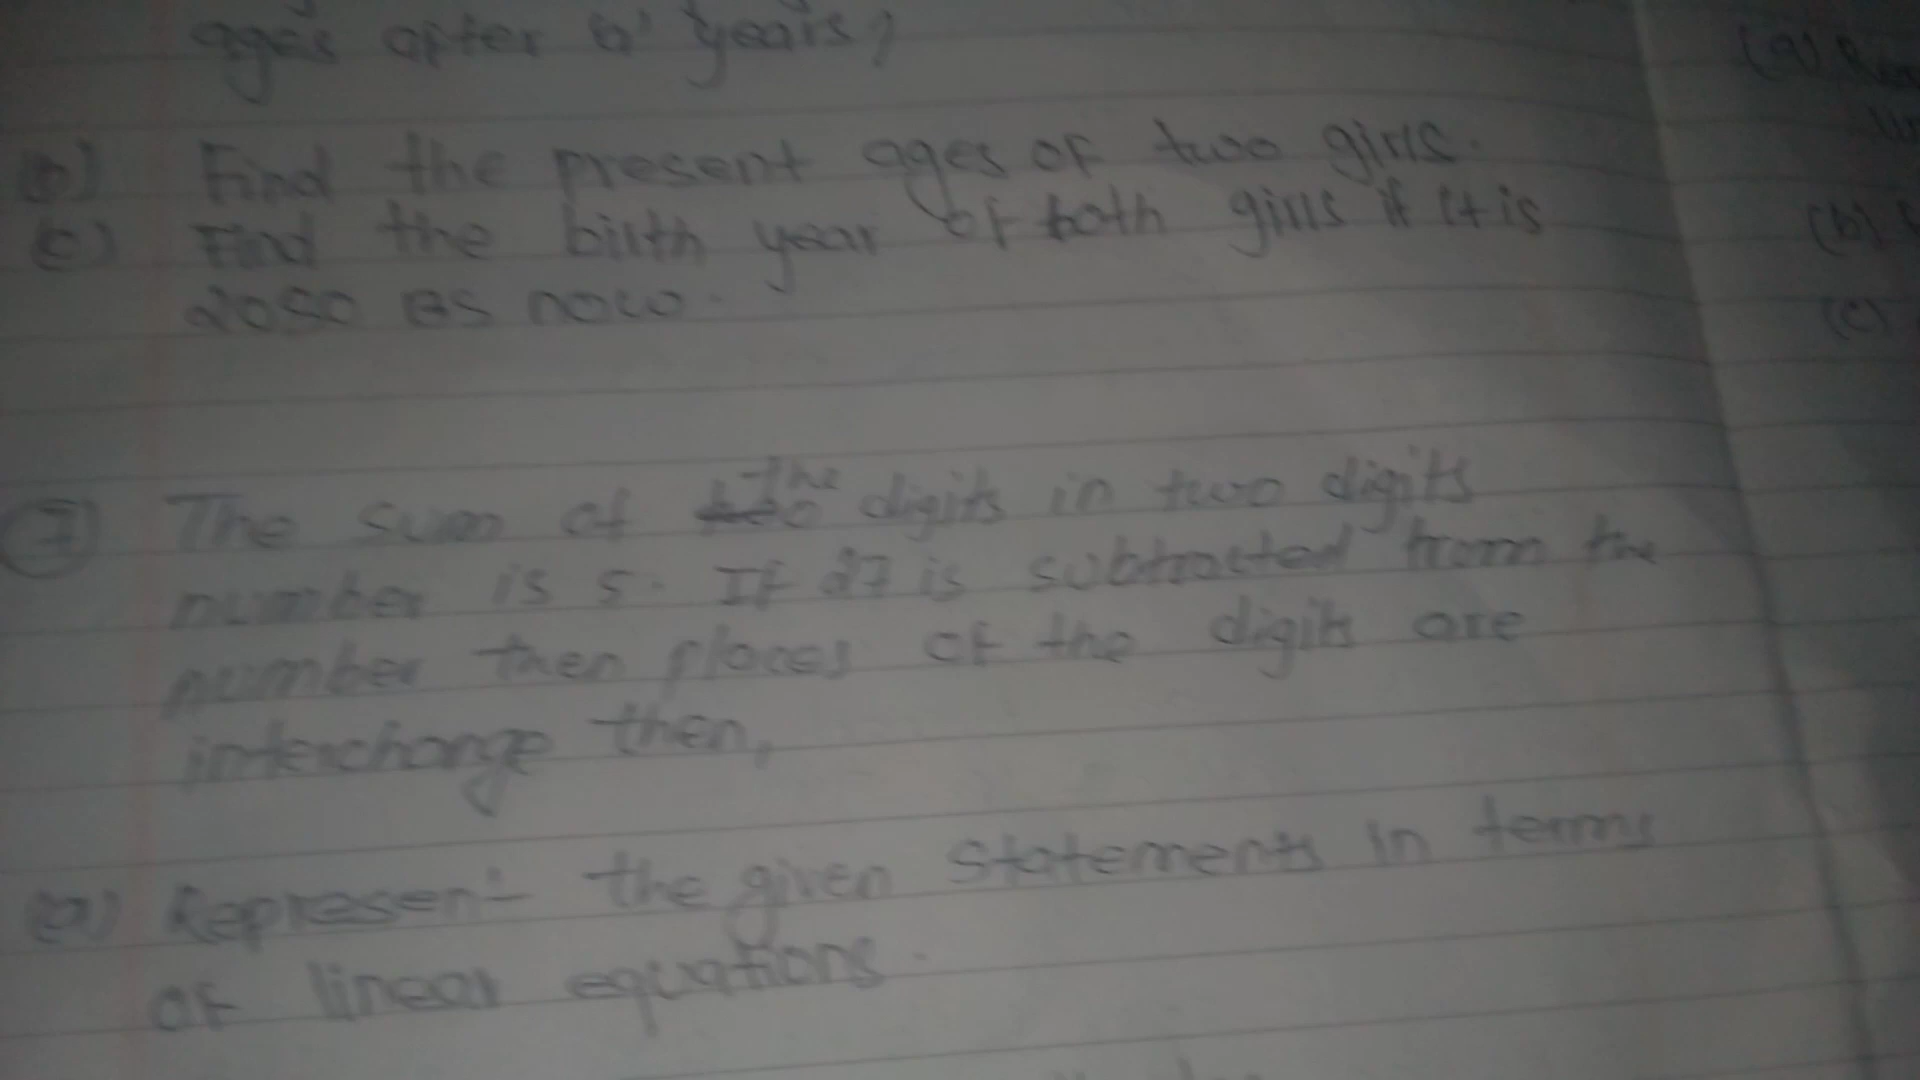 ages after 6 years?
b) Find the present ages of two girls.
c) Find the birth year of both girls if it is
2080 BS now.
7 The sum of the digits in two digits
number is 5. If 27 is subtracted from the
number then places of the digits are
interchange then,
(a) Represent the given statements in terms
of linear equations.
(a)
(b)
(c)